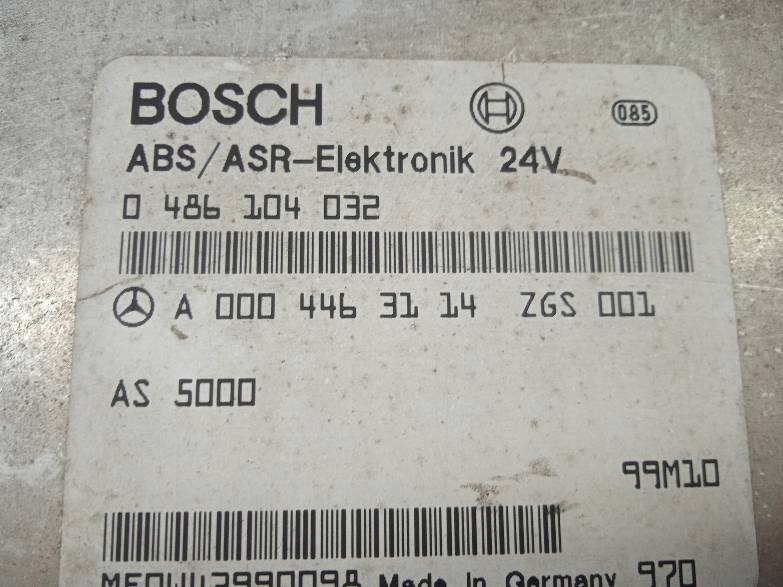 BOSCH 085
ABS/ASR-Elektronik 24V
0 486 104 032
A 000 446 31 14 ZGS 001
AS 5000
99M10
Made in Germany 970